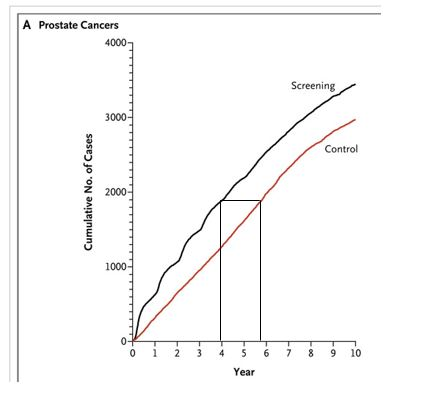 A Prostate Cancers
4000
3000
2000
1000
0
Cumulative No. of Cases
Screening
Control
0 1 2 3 4 5 6 7 8 9 10
Year